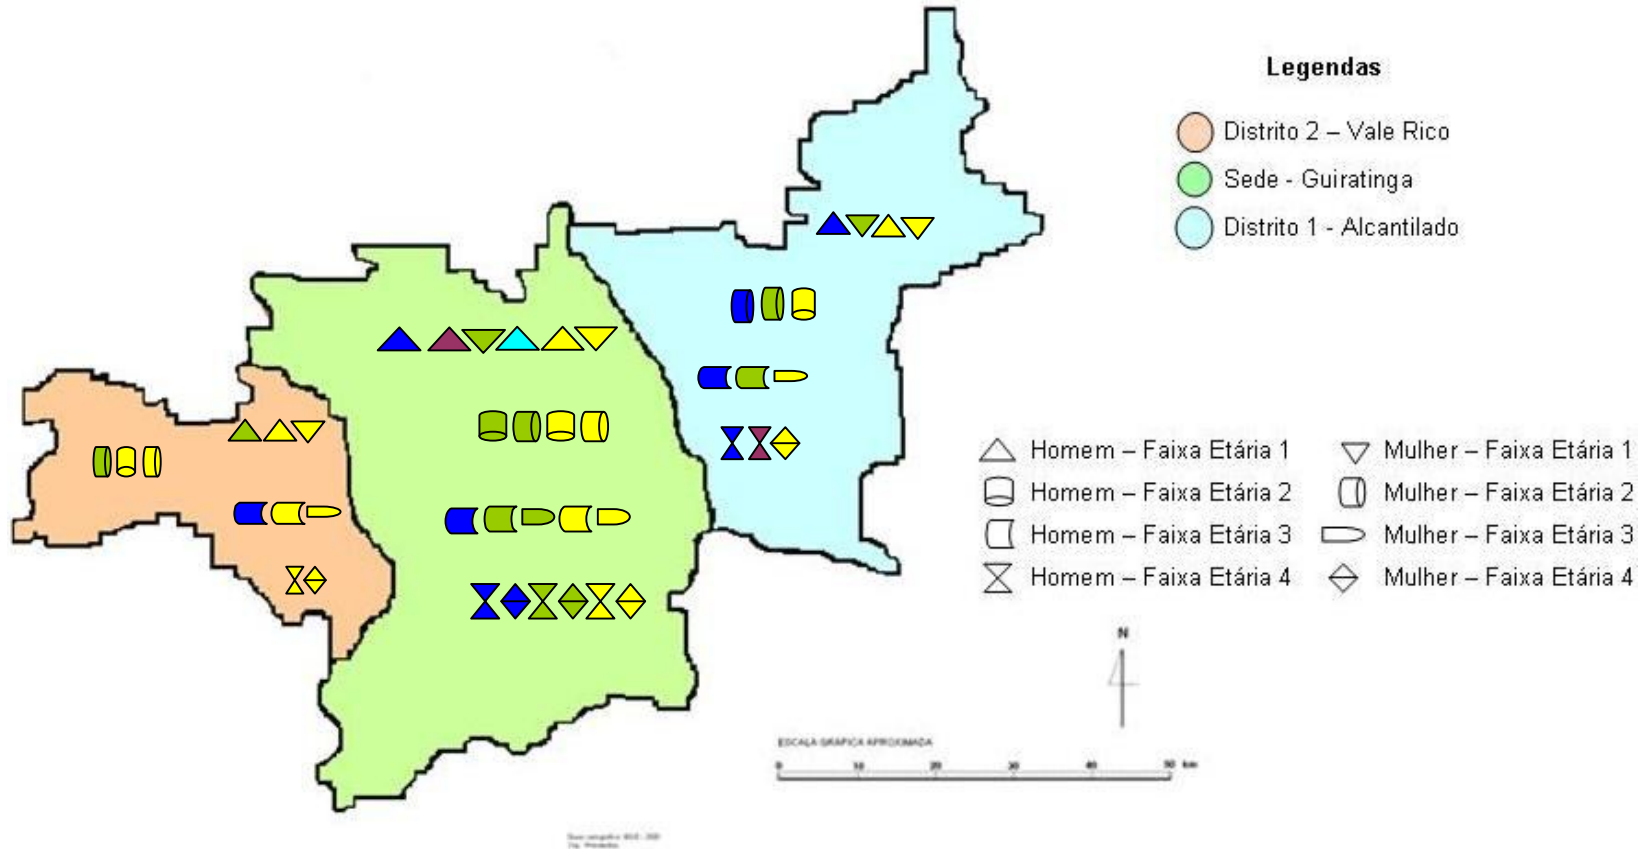 Legendas
Distrito 2 – Vale Rico
Sede - Guiratinga
Distrito 1 - Alcantilado
Homem – Faixa Etária 1
Mulher – Faixa Etária 1
Homem – Faixa Etária 2
Mulher – Faixa Etária 2
Homem – Faixa Etária 3
Mulher – Faixa Etária 3
Homem – Faixa Etária 4
Mulher – Faixa Etária 4
N
ESCALA GRÁFICA APROXIMADA
0 10 20 30 40 50 km